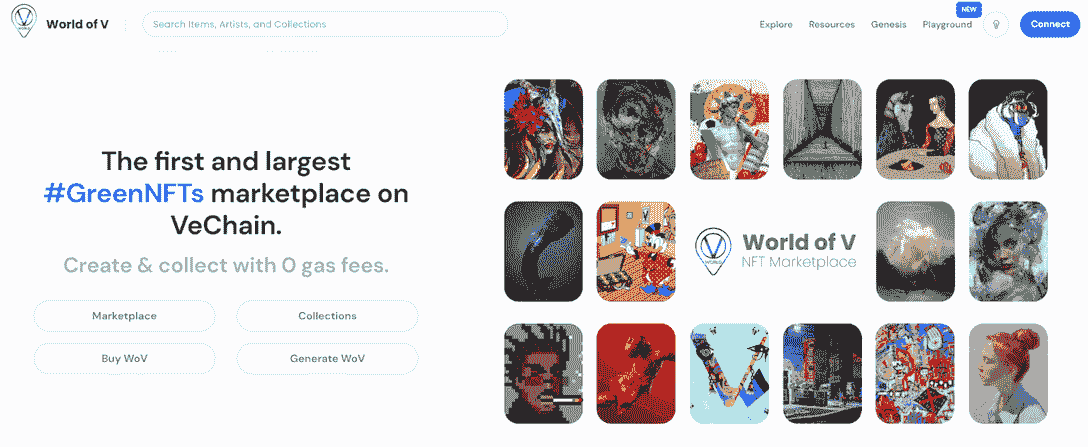 World of V
Search Items, Artists, and Collections
Explore
Resources
Genesis
Playground
NEW
Connect
The first and largest
#GreenNFTs marketplace on
VeChain.
Create & collect with 0 gas fees.
Marketplace
Collections
Buy WoV
Generate WoV
World of V
NFT Marketplace